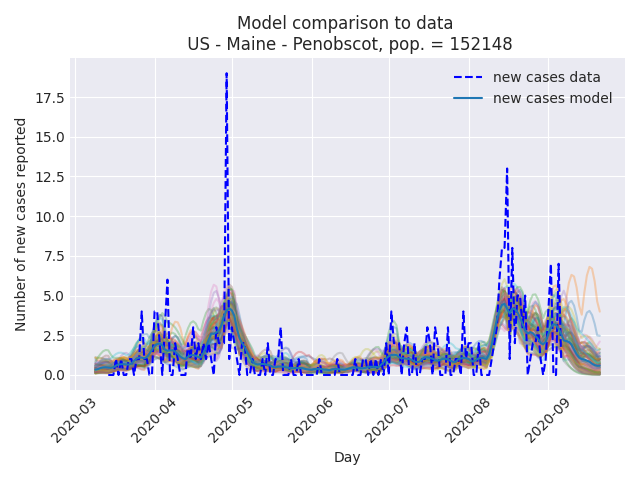 Model comparison to data
US - Maine - Penobscot, pop. = 152148
new cases data
new cases model
Number of new cases reported
17.5
15.0
12.5
10.0
7.5
5.0
2.5
0.0
2020-03
2020-04
2020-05
2020-06
2020-07
2020-08
2020-09
Day